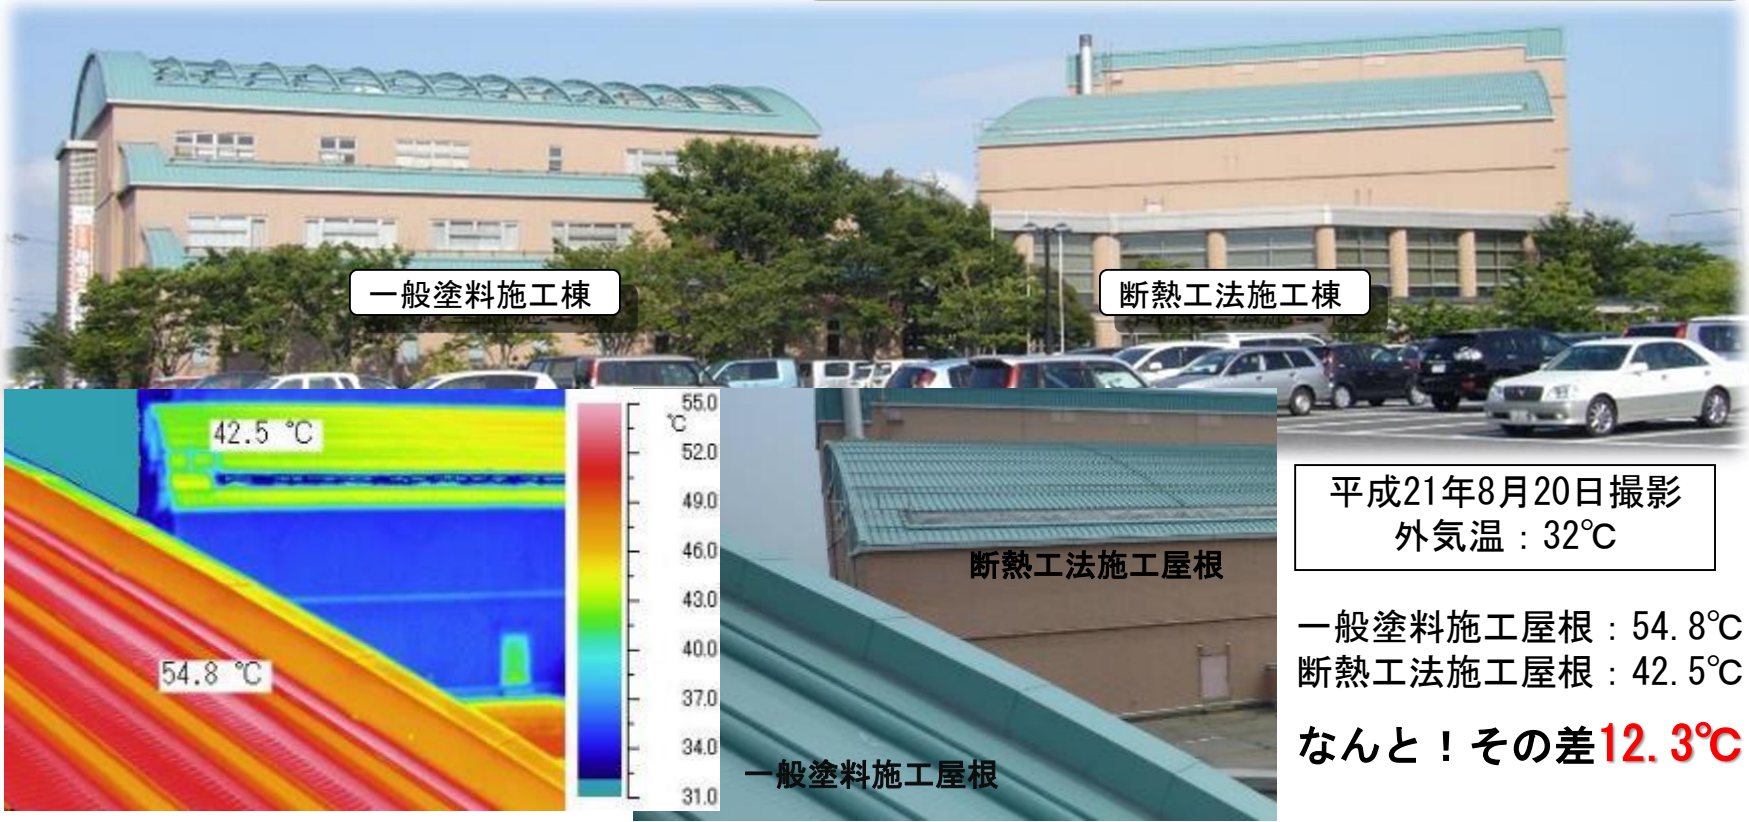 一般塗料施工棟
断熱工法施工棟
42.5 ℃
54.8 ℃
55.0
℃
52.0
49.0
46.0
43.0
40.0
37.0
34.0
31.0
断熱工法施工屋根
一般塗料施工屋根
平成21年8月20日撮影
外気温：32℃
一般塗料施工屋根：54.8℃
断熱工法施工屋根：42.5℃
なんと！その差12.3℃